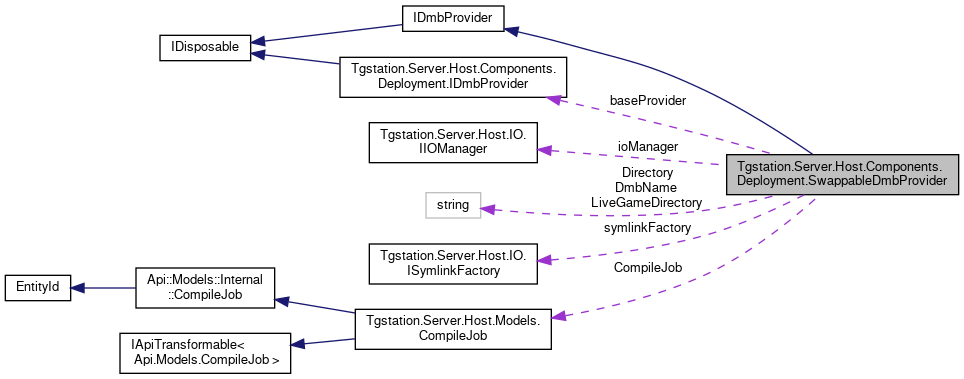 IDmbProvider
IDisposable
Tgstation.Server.Host.Components.
Deployment.IDmbProvider
baseProvider
Tgstation.Server.Host.IO.
IIOManager
ioManager
Tgstation.Server.Host.Components.
Deployment.SwappableDmbProvider
Directory
DmbName
LiveGameDirectory
string
symlinkFactory
Tgstation.Server.Host.IO.
ISymlinkFactory
CompileJob
EntityId
Api::Models::Internal
::CompileJob
Tgstation.Server.Host.Models.
CompileJob
IApiTransformable<
Api.Models.CompileJob >